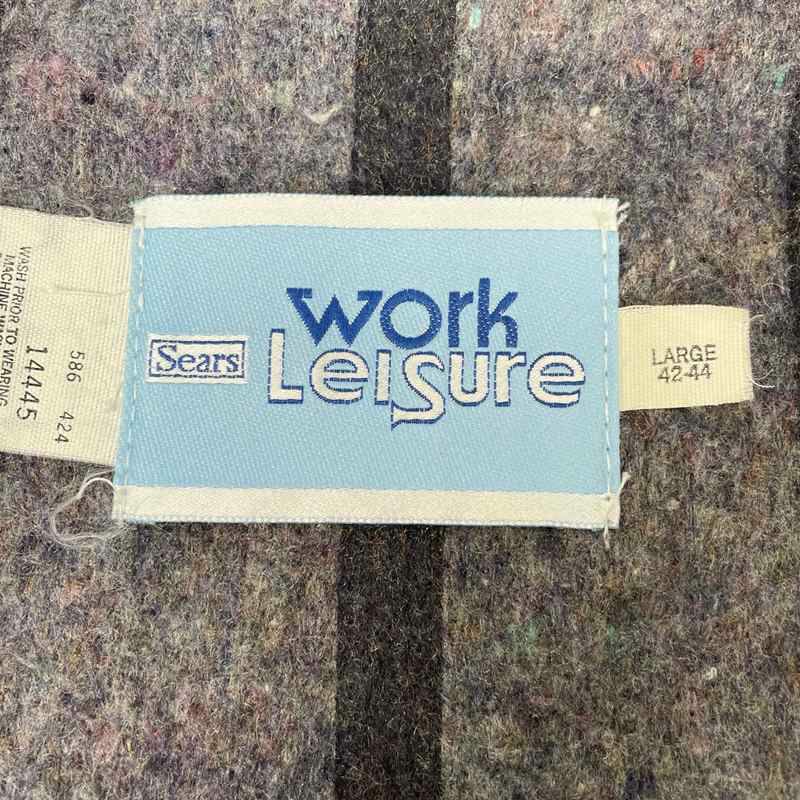 work
Sears
LeiSure
LARGE
42-44
586 424
14445
MACHINE
WASH PRIOR TO WEARING